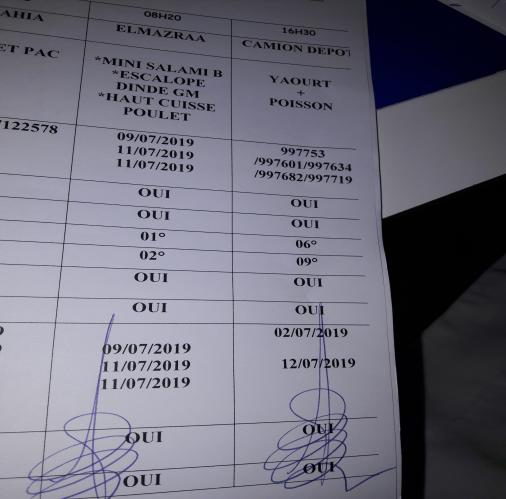 08H20 16H30
AHIA ELMAZRAA CAMION DEPOT
ET PAC *MINI SALAMI B
*ESCALOPE
DINDE GM
*HAUT CUISSE
POULET
YAOURT
+
POISSON
/122578 09/07/2019
11/07/2019
11/07/2019
997753
/997601/997634
/997682/997719
OUI OUI
OUI OUI
01° 06°
02° 09°
OUI OUI
OUI OUI
09/07/2019
11/07/2019
11/07/2019
02/07/2019
12/07/2019
OUI OUI
OUI OUI